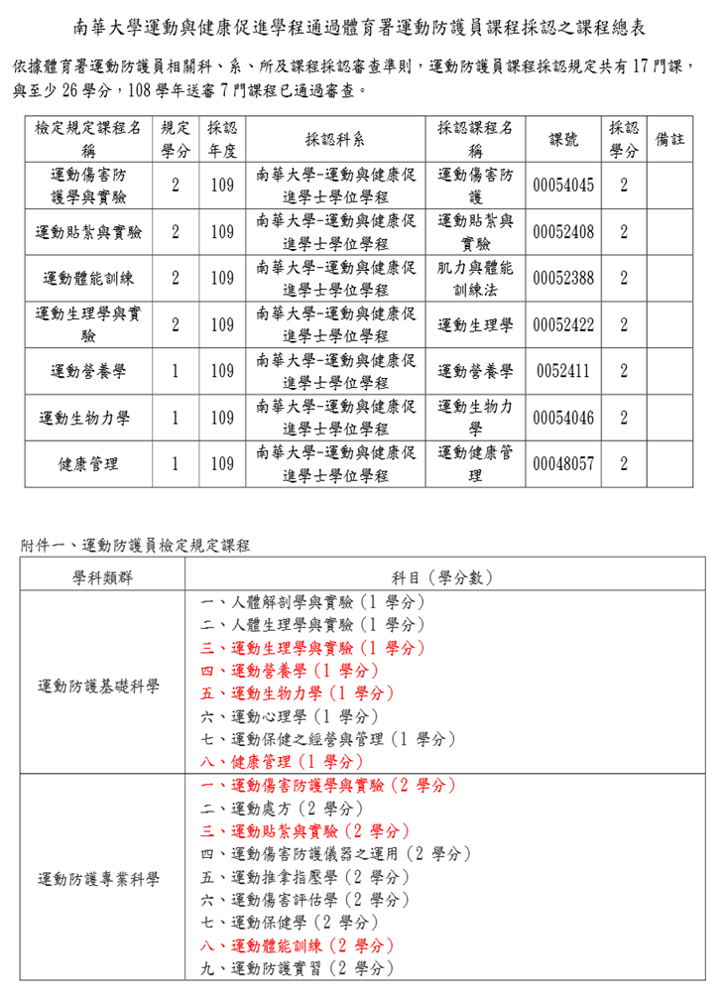 南華大學運動與健康促進學程通過體育署運動防護員課程採認之課程總表
依據體育署運動防護員相關科、系、所及課程採認審查準則，運動防護員課程採認規定共有 17 門課，
與至少 26 學分，108 學年送審 7 門課程已通過審查。
檢定規定課程名稱 規定學分 採認年度 採認科系 採認課程名稱 課號 採認學分 備註
運動傷害防護學與實驗 2 109 南華大學-運動與健康促進學士學位學程 運動傷害防護 00054045 2
運動貼紮與實驗 2 109 南華大學-運動與健康促進學士學位學程 運動貼紮與實驗 00052408 2
運動體能訓練 2 109 南華大學-運動與健康促進學士學位學程 肌力與體能訓練法 00052388 2
運動生理學與實驗 2 109 南華大學-運動與健康促進學士學位學程 運動生理學 00052422 2
運動營養學 1 109 南華大學-運動與健康促進學士學位學程 運動營養學 0052411 2
運動生物力學 1 109 南華大學-運動與健康促進學士學位學程 運動生物力學 00054046 2
健康管理 1 109 南華大學-運動與健康促進學士學位學程 運動健康管理 00048057 2
附件一、運動防護員檢定規定課程
學科類群 科目（學分數）
運動防護基礎科學
一、人體解剖學與實驗（1 學分）
二、人體生理學與實驗（1 學分）
三、運動生理學與實驗（1 學分）
四、運動營養學（1 學分）
五、運動生物力學（1 學分）
六、運動心理學（1 學分）
七、運動保健之經營與管理（1 學分）
八、健康管理（1 學分）
運動防護專業科學
一、運動傷害防護學與實驗（2 學分）
二、運動處方（2 學分）
三、運動貼紮與實驗（2 學分）
四、運動傷害防護儀器之運用（2 學分）
五、運動推拿指壓學（2 學分）
六、運動傷害評估學（2 學分）
七、運動保健學（2 學分）
八、運動體能訓練（2 學分）
九、運動防護實習（2 學分）